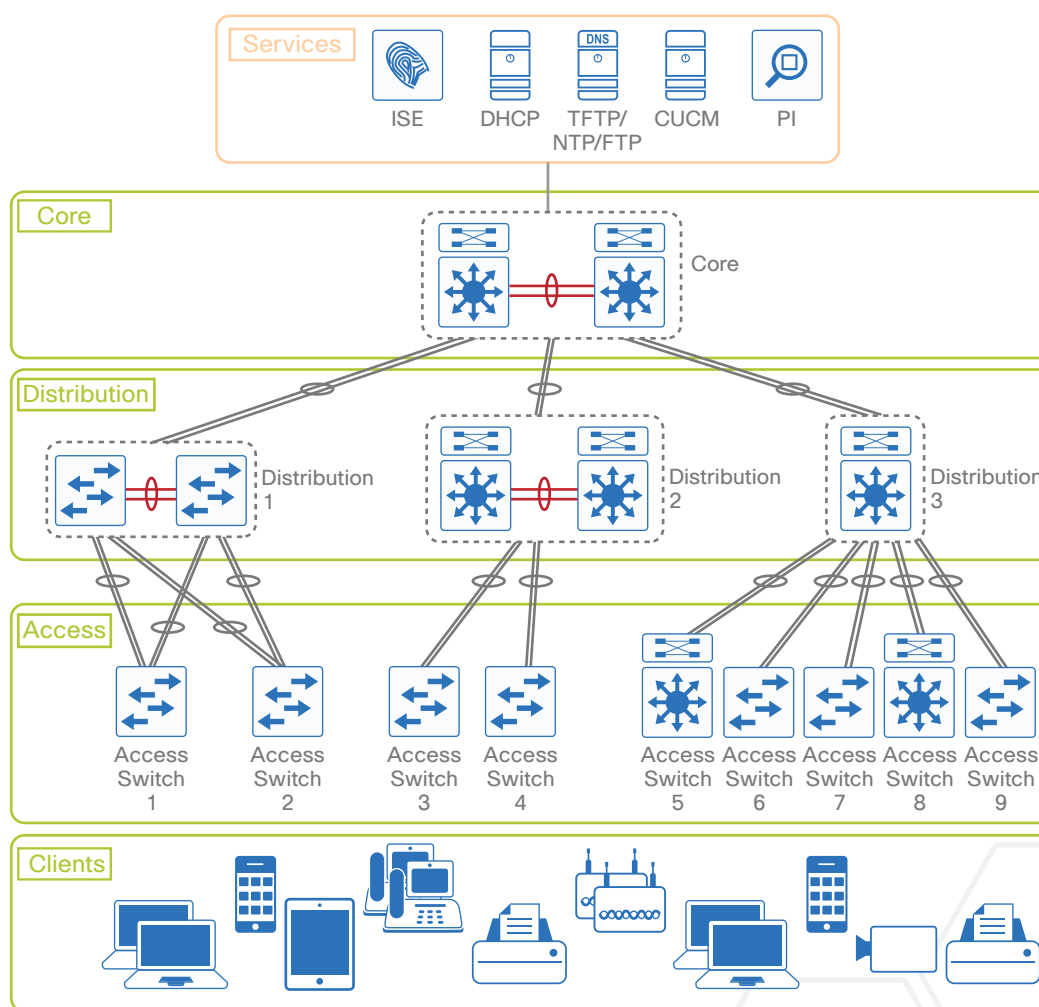 Services
DNS
ISE
DHCP
TFTP/
NTP/FTP
CUCM
PI
Core
Core
Distribution
Distribution
1
Distribution
2
Distribution
3
Access
Access
Switch
1
Access
Switch
2
Access
Switch
3
Access
Switch
4
Access
Switch
5
Access
Switch
6
Access
Switch
7
Access
Switch
8
Access
Switch
9
Clients